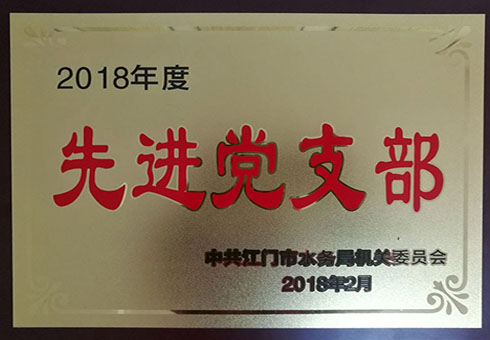 2018年度
先进党支部
中共江门市水务局机关委员会
2018年2月